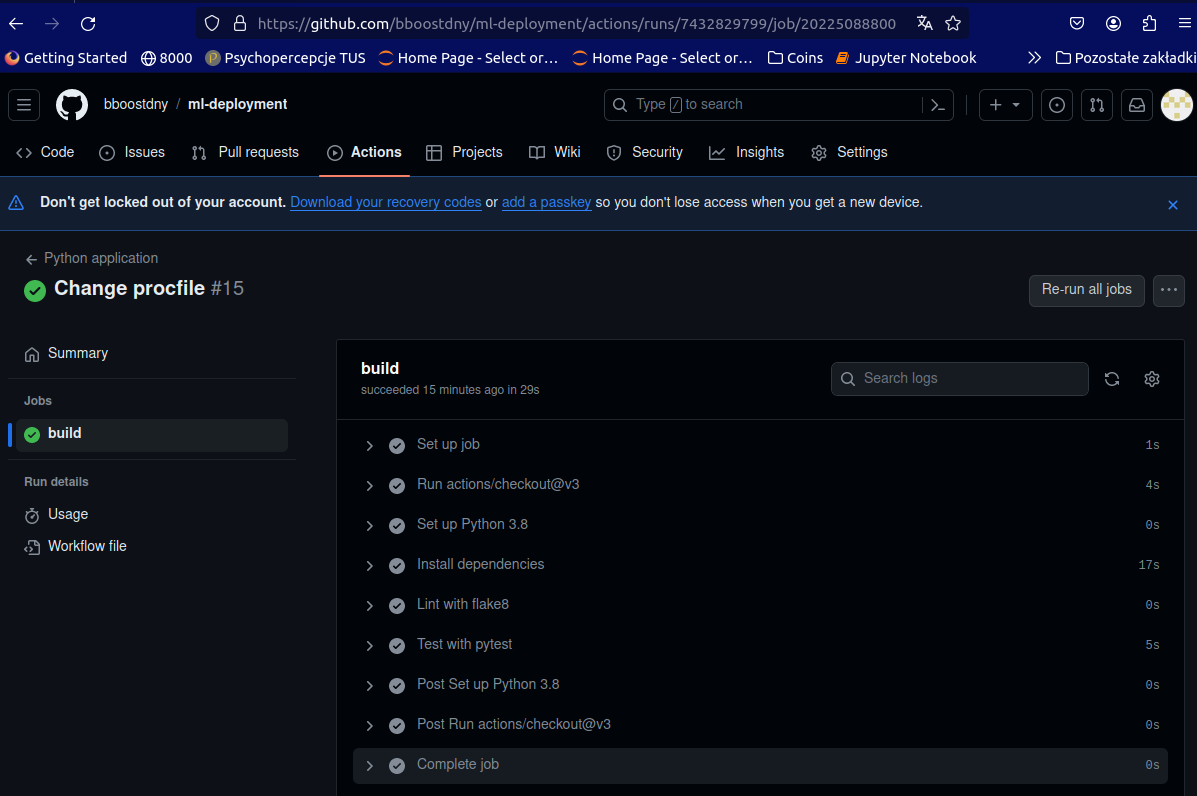 https://github.com/bboostdny/ml-deployment/actions/runs/7432829799/job/20225088800
Getting Started 8000 Psychopercepcje TUS Home Page - Select or… Home Page - Select or… Coins Jupyter Notebook Pozostałe zakładki
bboostdny / ml-deployment Type / to search
Code Issues Pull requests Actions Projects Wiki Security Insights Settings
Don't get locked out of your account. Download your recovery codes or add a passkey so you don't lose access when you get a new device.
Python application
Change procfile #15 Re-run all jobs
Summary
Jobs
build
Run details
Usage
Workflow file
build
succeeded 15 minutes ago in 29s
Search logs
Set up job 1s
Run actions/checkout@v3 4s
Set up Python 3.8 0s
Install dependencies 17s
Lint with flake8 0s
Test with pytest 5s
Post Set up Python 3.8 0s
Post Run actions/checkout@v3 0s
Complete job 0s